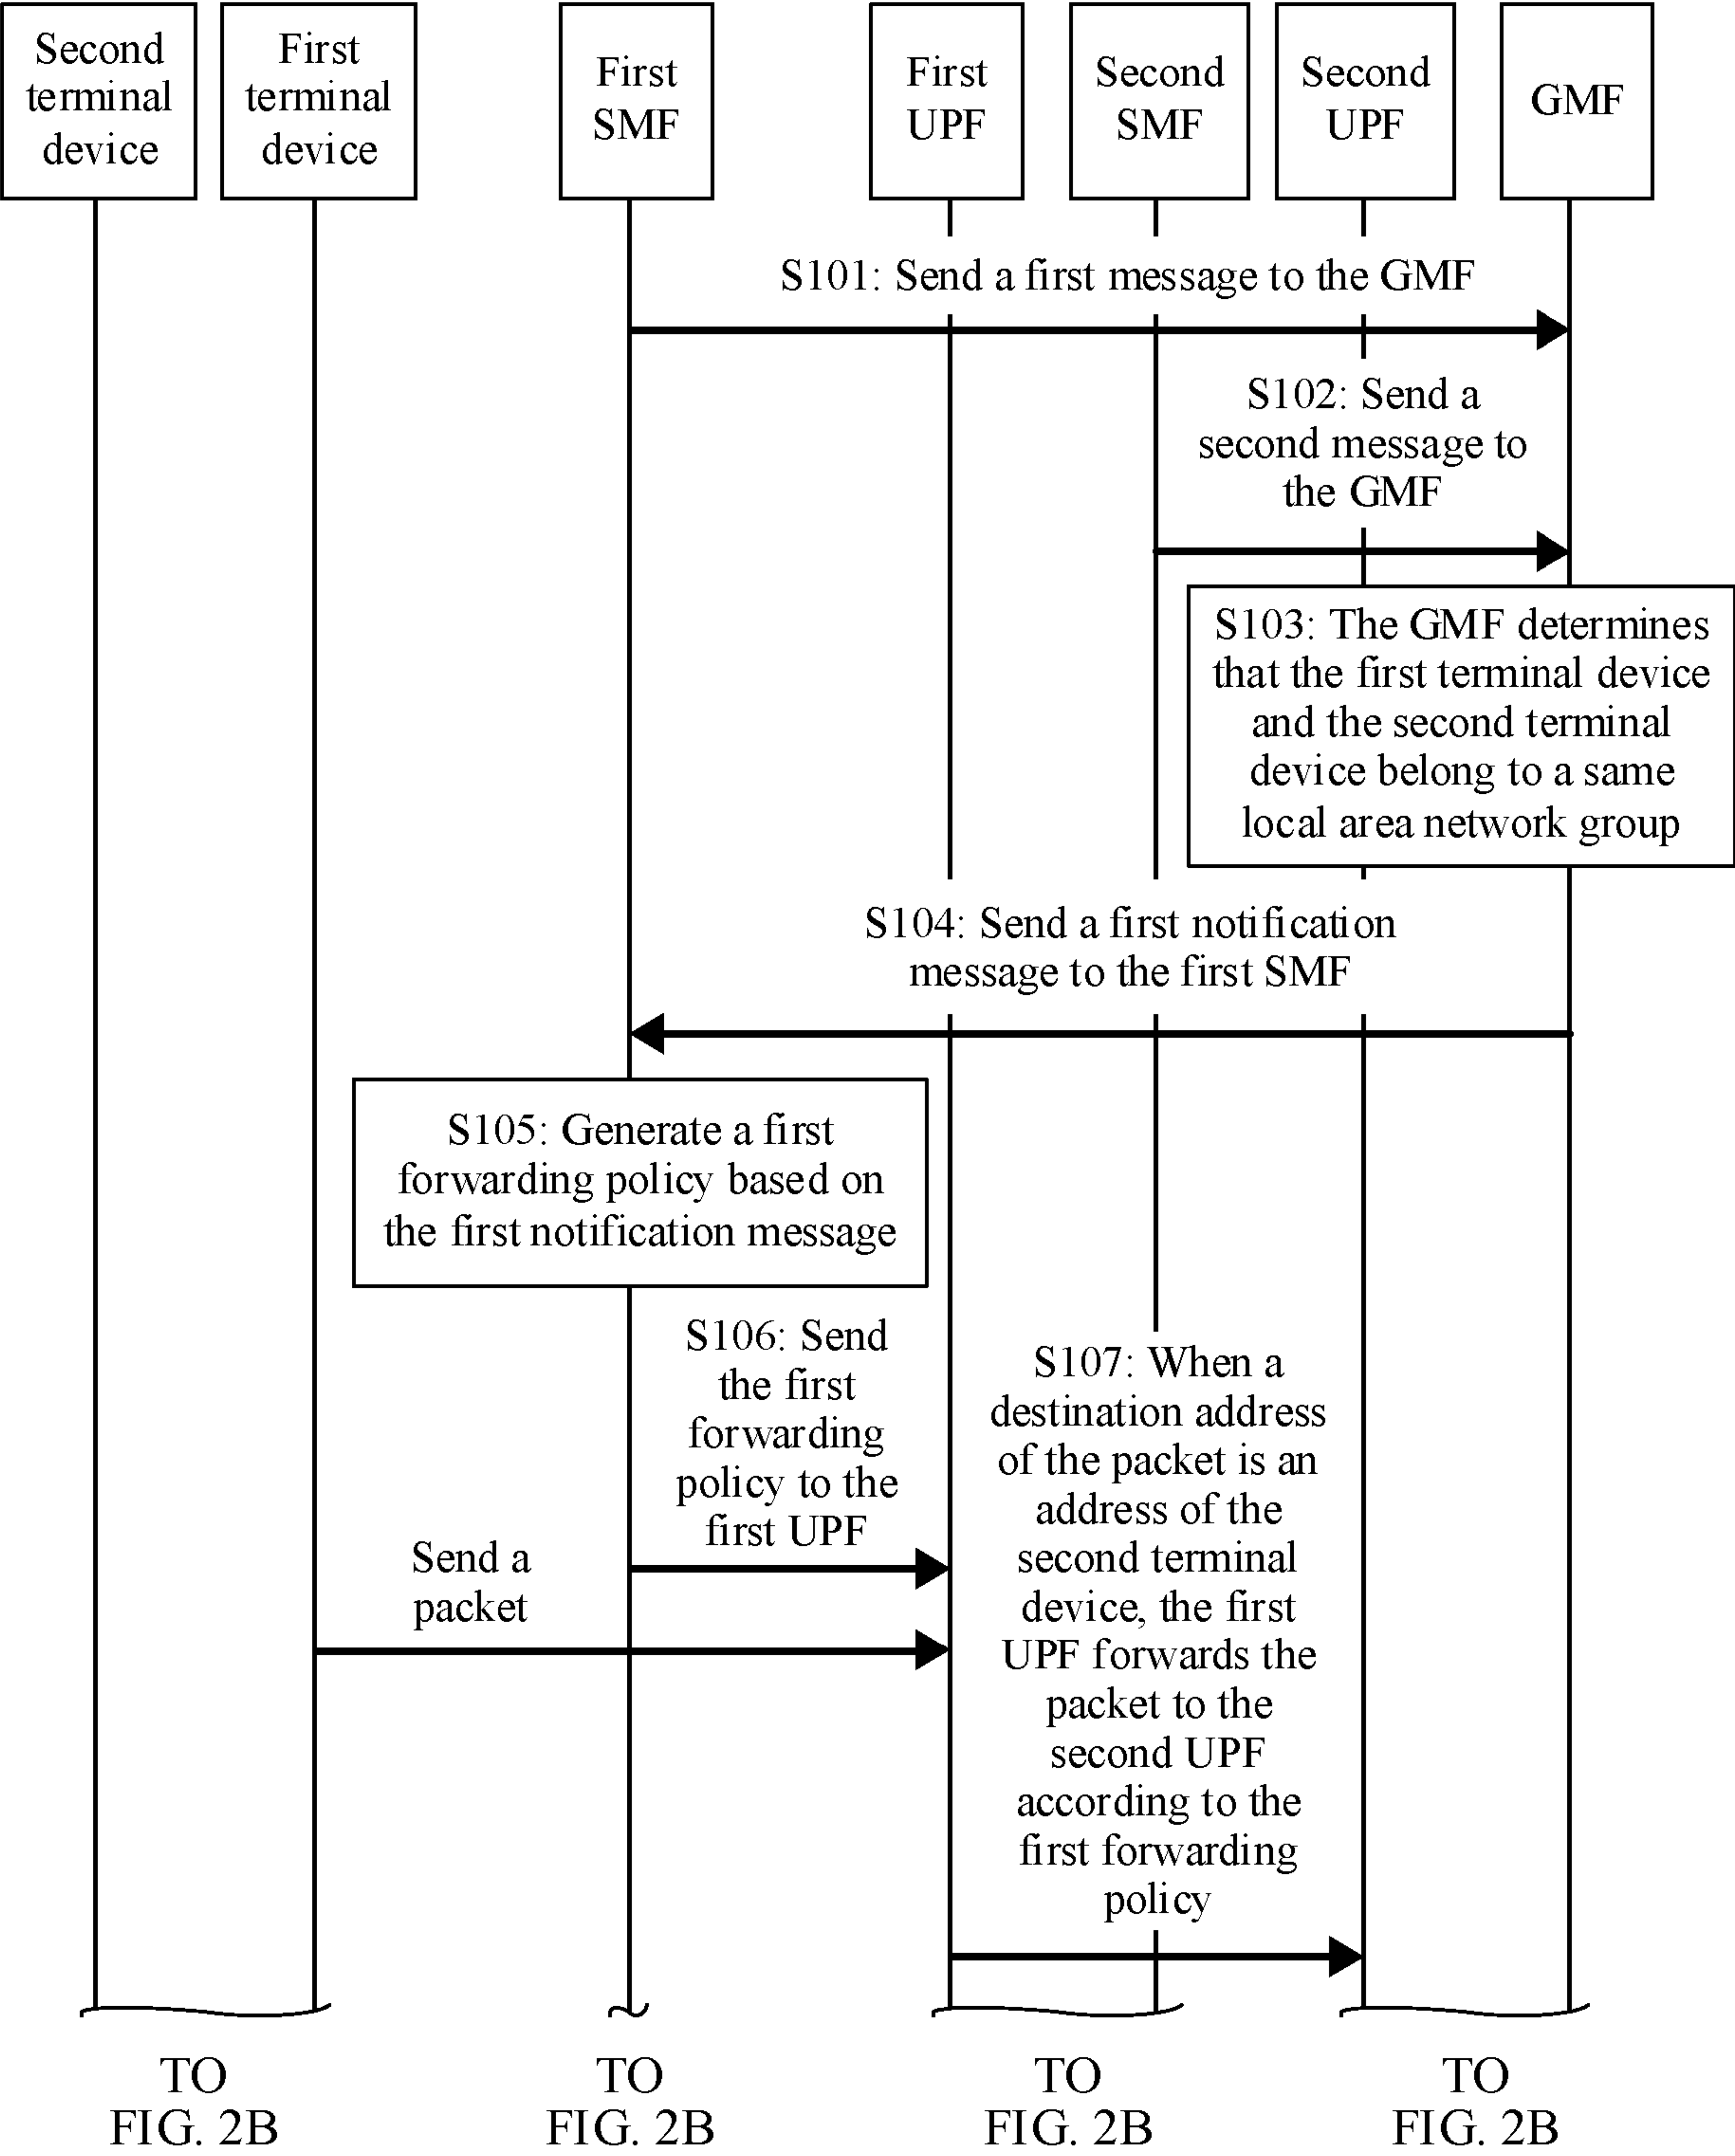 Second
terminal
device
First
terminal
device
First
SMF
First
UPF
Second
SMF
Second
UPF
GMF
S101: Send a first message to the GMF
S102: Send a
second message to
the GMF
S103: The GMF determines
that the first terminal device
and the second terminal
device belong to a same
local area network group
S104: Send a first notification
message to the first SMF
S105: Generate a first
forwarding policy based on
the first notification message
S106: Send
the first
forwarding
policy to the
first UPF
Send a
packet
S107: When a
destination address
of the packet is an
address of the
second terminal
device, the first
UPF forwards the
packet to the
second UPF
according to the
first forwarding
policy
TO
FIG. 2B
TO
FIG. 2B
TO
FIG. 2B
TO
FIG. 2B